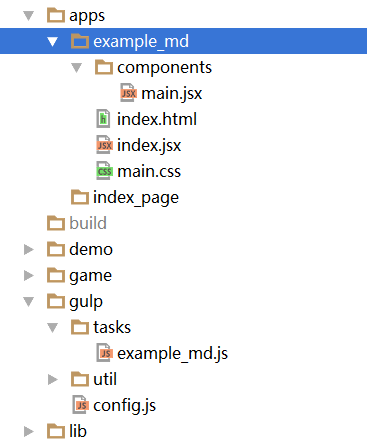 apps
example_md
components
JSX main.jsx
h index.html
JSX index.jsx
CSS main.css
index_page
build
demo
game
gulp
tasks
JS example_md.js
util
JS config.js
lib